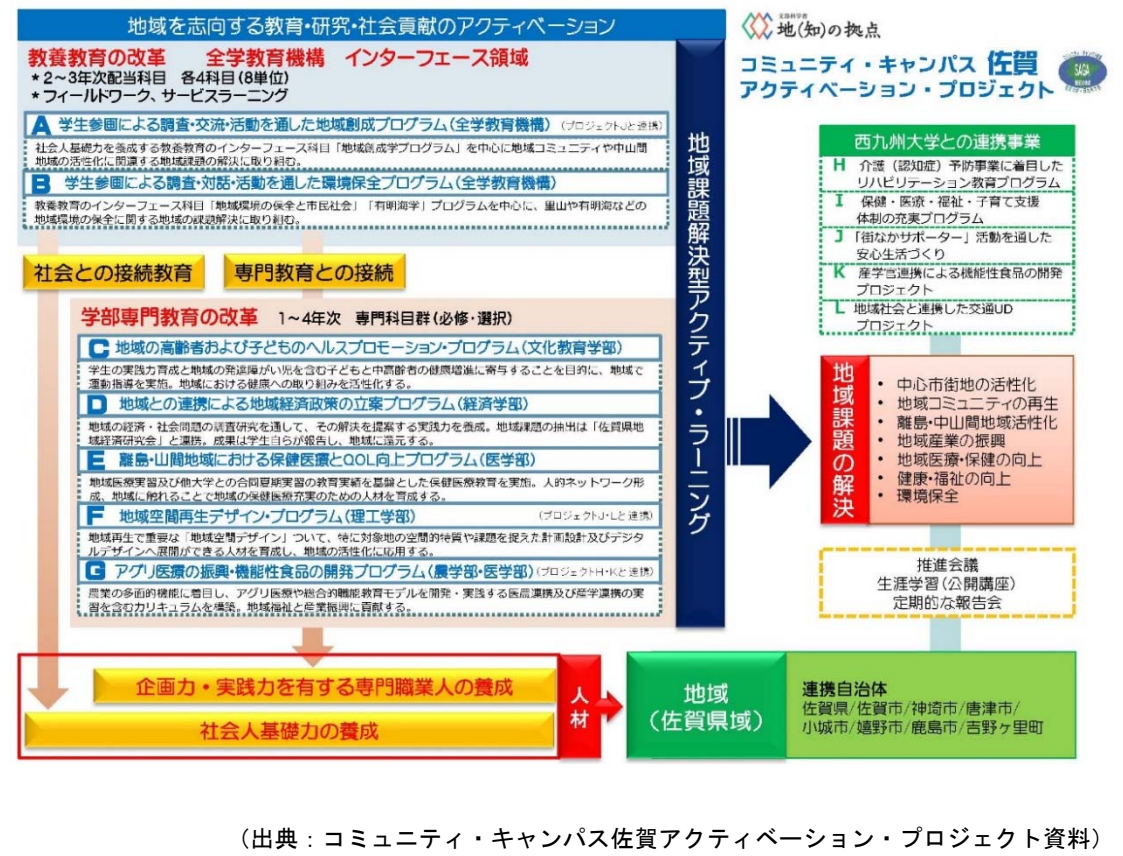 地域を志向する教育・研究・社会貢献のアクティベーション
教養教育の改革 全学教育機構 インターフェース領域
*2～3年次配当科目 各4科目(8単位)
*フィールドワーク、サービスラーニング
A 学生参画による調査・交流・活動を通した地域創成プログラム(全学教育機構) (プロジェクトJと連携)
社会人基礎力を養成する教養教育のインターフェース科目「地域創成学プログラム」を中心に地域コミュニティや中山間
地域の活性化に関連する地域課題の解決に取り組む。
B 学生参画による調査・対話・活動を通した環境保全プログラム(全学教育機構)
教養教育のインターフェース科目「地域環境の保全と市民社会」「有明海学」プログラムを中心に、里山や有明海などの
地域環境の保全に関する地域の課題解決に取り組む。
社会との接続教育
専門教育との接続
学部専門教育の改革 1～4年次 専門科目群(必修・選択)
C 地域の高齢者および子どものヘルスプロモーション・プログラム(文化教育学部)
学生の実践力育成と地域の発達障がい児を含む子どもと中高齢者の健康増進に寄与することを目的に、地域で
運動指導を実施。地域における健康への取り組みを活性化する。
D 地域との連携による地域経済政策の立案プログラム(経済学部)
地域の経済・社会問題の調査研究を通して、その解決を提案する実践力を養成。地域課題の抽出は「佐賀県地
域経済研究会」と連携。成果は学生自らが報告し、地域に還元する。
E 離島・山間地域における保健医療とQOL向上プログラム(医学部)
地域医療実習及び他大学との合同夏期実習の教育実績を基盤とした保健医療教育を実施。人的ネットワーク形
成、地域に触れることで地域の保健医療充実のための人材を育成する。
F 地域空間再生デザイン・プログラム(理工学部) (プロジェクトJ・Lと連携)
地域再生で重要な「地域空間デザイン」ついて、特に対象地の空間的特質や課題を捉えた計画設計及びデジタ
ルデザインへ展開ができる人材を育成し、地域の活性化に応用する。
G アグリ医療の振興・機能性食品の開発プログラム(農学部・医学部) (プロジェクトH・Kと連携)
農業の多面的機能に着目し、アグリ医療や総合的職能教育モデルを開発・実践する医農連携及び産学連携の実
習を含むカリキュラムを構築。地域福祉と産業振興に貢献する。
地域課題解決型アクティブ・ラーニング
文部科学省
地(知)の拠点
コミュニティ・キャンパス 佐賀
アクティベーション・プロジェクト
SAGA
西九州大学との連携事業
H 介護(認知症)予防事業に着目した
リハビリテーション教育プログラム
I 保健・医療・福祉・子育て支援
体制の充実プログラム
J 「街なかサポーター」活動を通した
安心生活づくり
K 産学官連携による機能性食品の開発
プロジェクト
L 地域社会と連携した交通UD
プロジェクト
地域課題の解決
• 中心市街地の活性化
• 地域コミュニティの再生
• 離島・中山間地域活性化
• 地域産業の振興
• 地域医療・保健の向上
• 健康・福祉の向上
• 環境保全
推進会議
生涯学習(公開講座)
定期的な報告会
企画力・実践力を有する専門職業人の養成
社会人基礎力の養成
人材
地域
(佐賀県域)
連携自治体
佐賀県/佐賀市/神埼市/唐津市/
小城市/嬉野市/鹿島市/吉野ヶ里町
(出典：コミュニティ・キャンパス佐賀アクティベーション・プロジェクト資料)